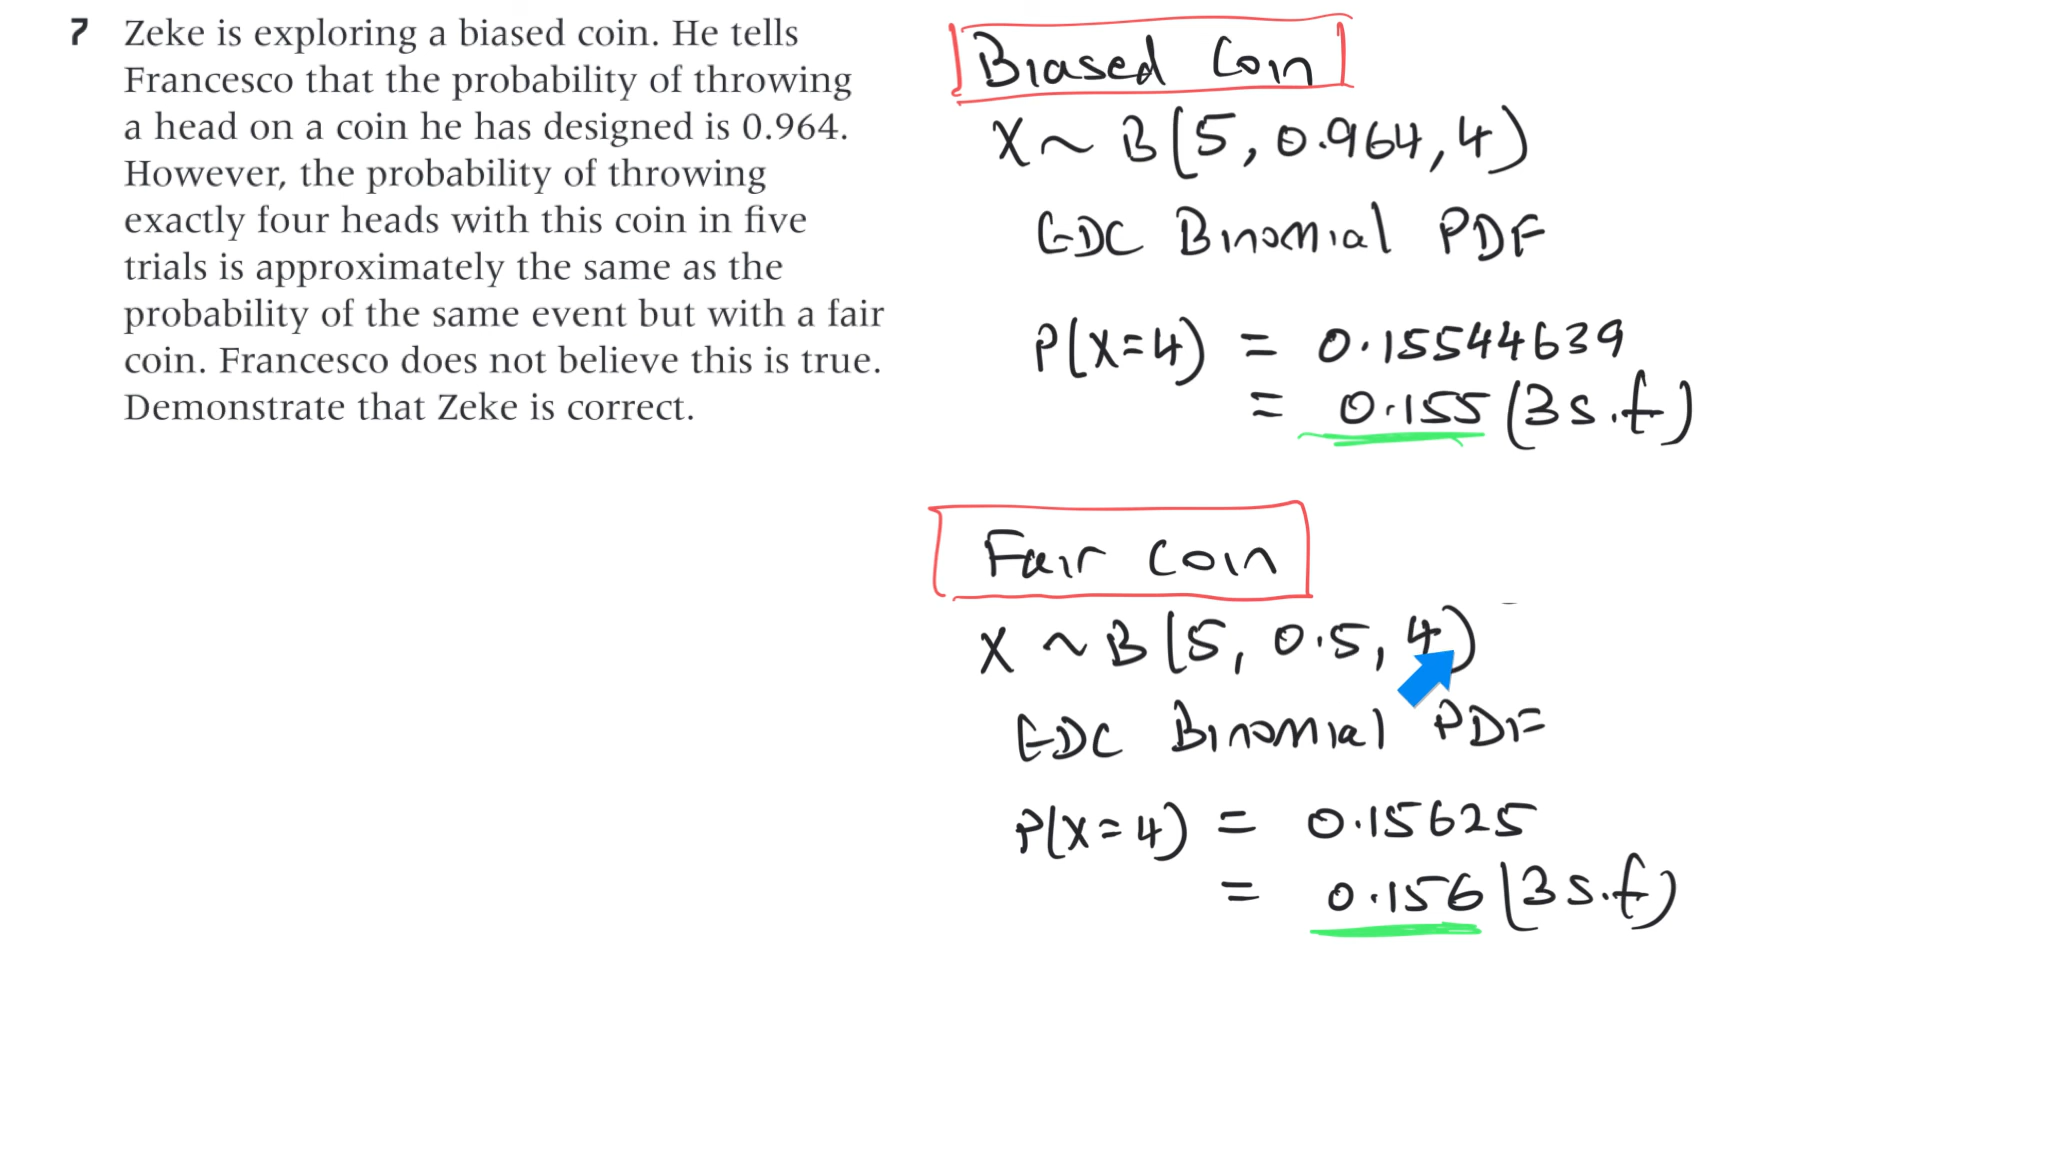 7 Zeke is exploring a biased coin. He tells
Francesco that the probability of throwing
a head on a coin he has designed is 0.964.
However, the probability of throwing
exactly four heads with this coin in five
trials is approximately the same as the
probability of the same event but with a fair
coin. Francesco does not believe this is true.
Demonstrate that Zeke is correct.
Biased Coin
X ~ B(5, 0.964, 4)
GDC Binomial PDF
P(X=4) = 0.15544639
= 0.155 (3 s.f)
Fair Coin
X ~ B(5, 0.5, 4)
GDC Binomial PDF
P(X=4) = 0.15625
= 0.156 (3 s.f)